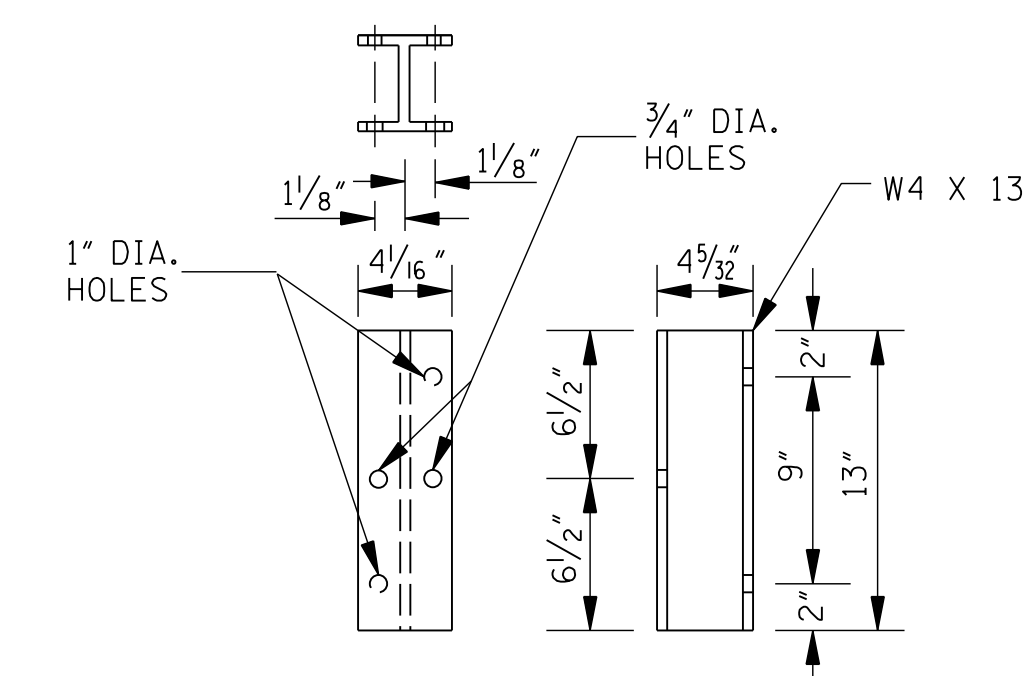 3/4" DIA.
HOLES
1 1/8"
1 1/8"
W4 X 13
1" DIA.
HOLES
4 1/16 "
4 5/32"
2"
6 1/2"
9"
13"
6 1/2"
2"